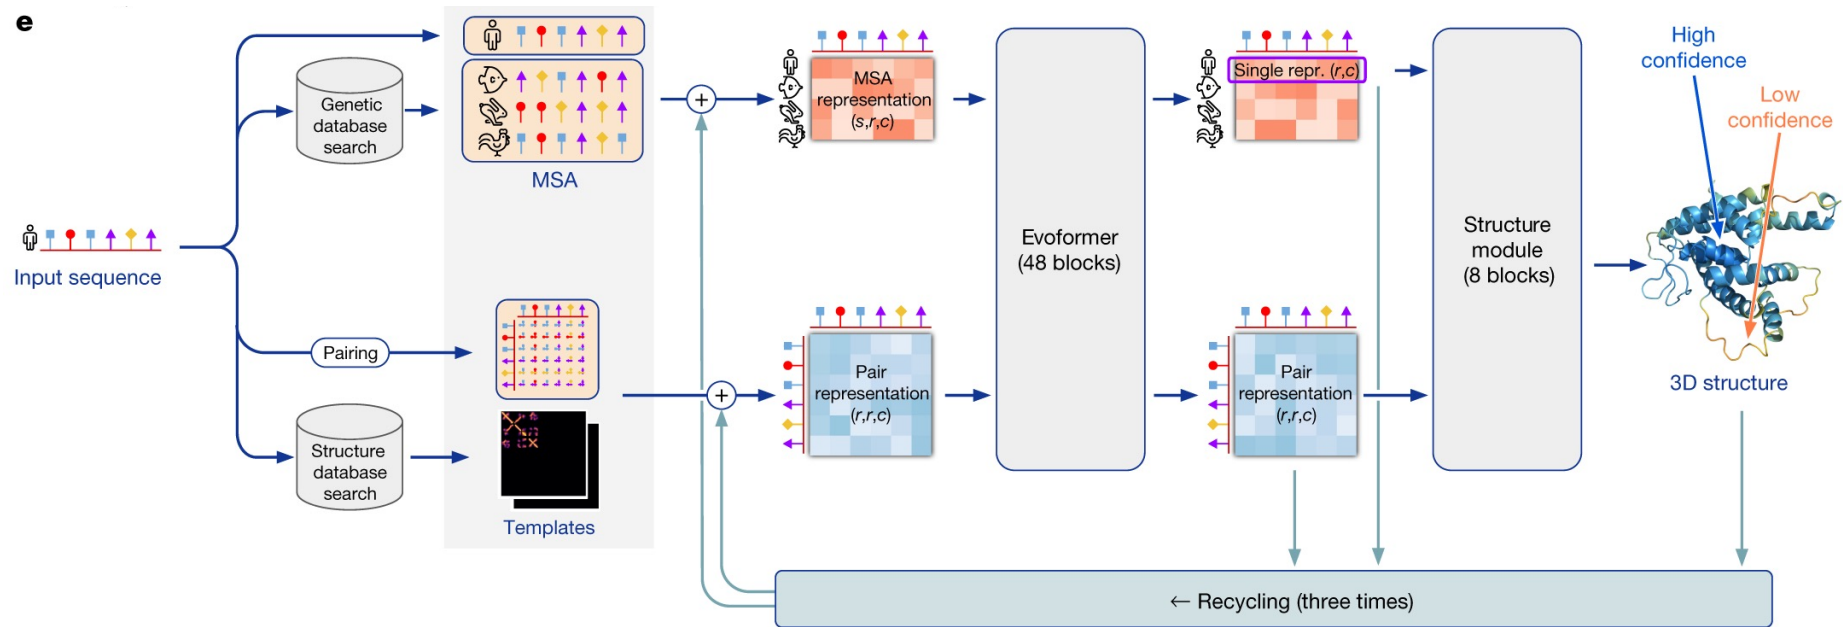 e
Input sequence
Genetic
database
search
Pairing
Structure
database
search
MSA
Templates
+
+
MSA
representation
(s,r,c)
Pair
representation
(r,r,c)
Evoformer
(48 blocks)
Single repr. (r,c)
Pair
representation
(r,r,c)
Structure
module
(8 blocks)
High
confidence
Low
confidence
3D structure
← Recycling (three times)